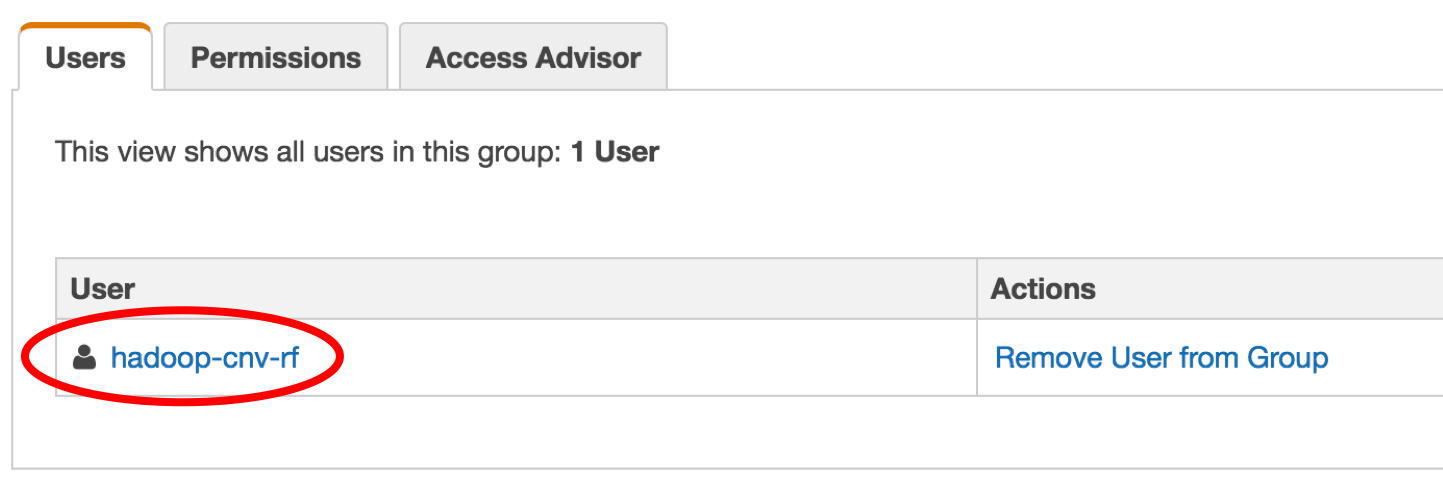 Users Permissions Access Advisor
This view shows all users in this group: 1 User
User Actions
hadoop-cnv-rf Remove User from Group